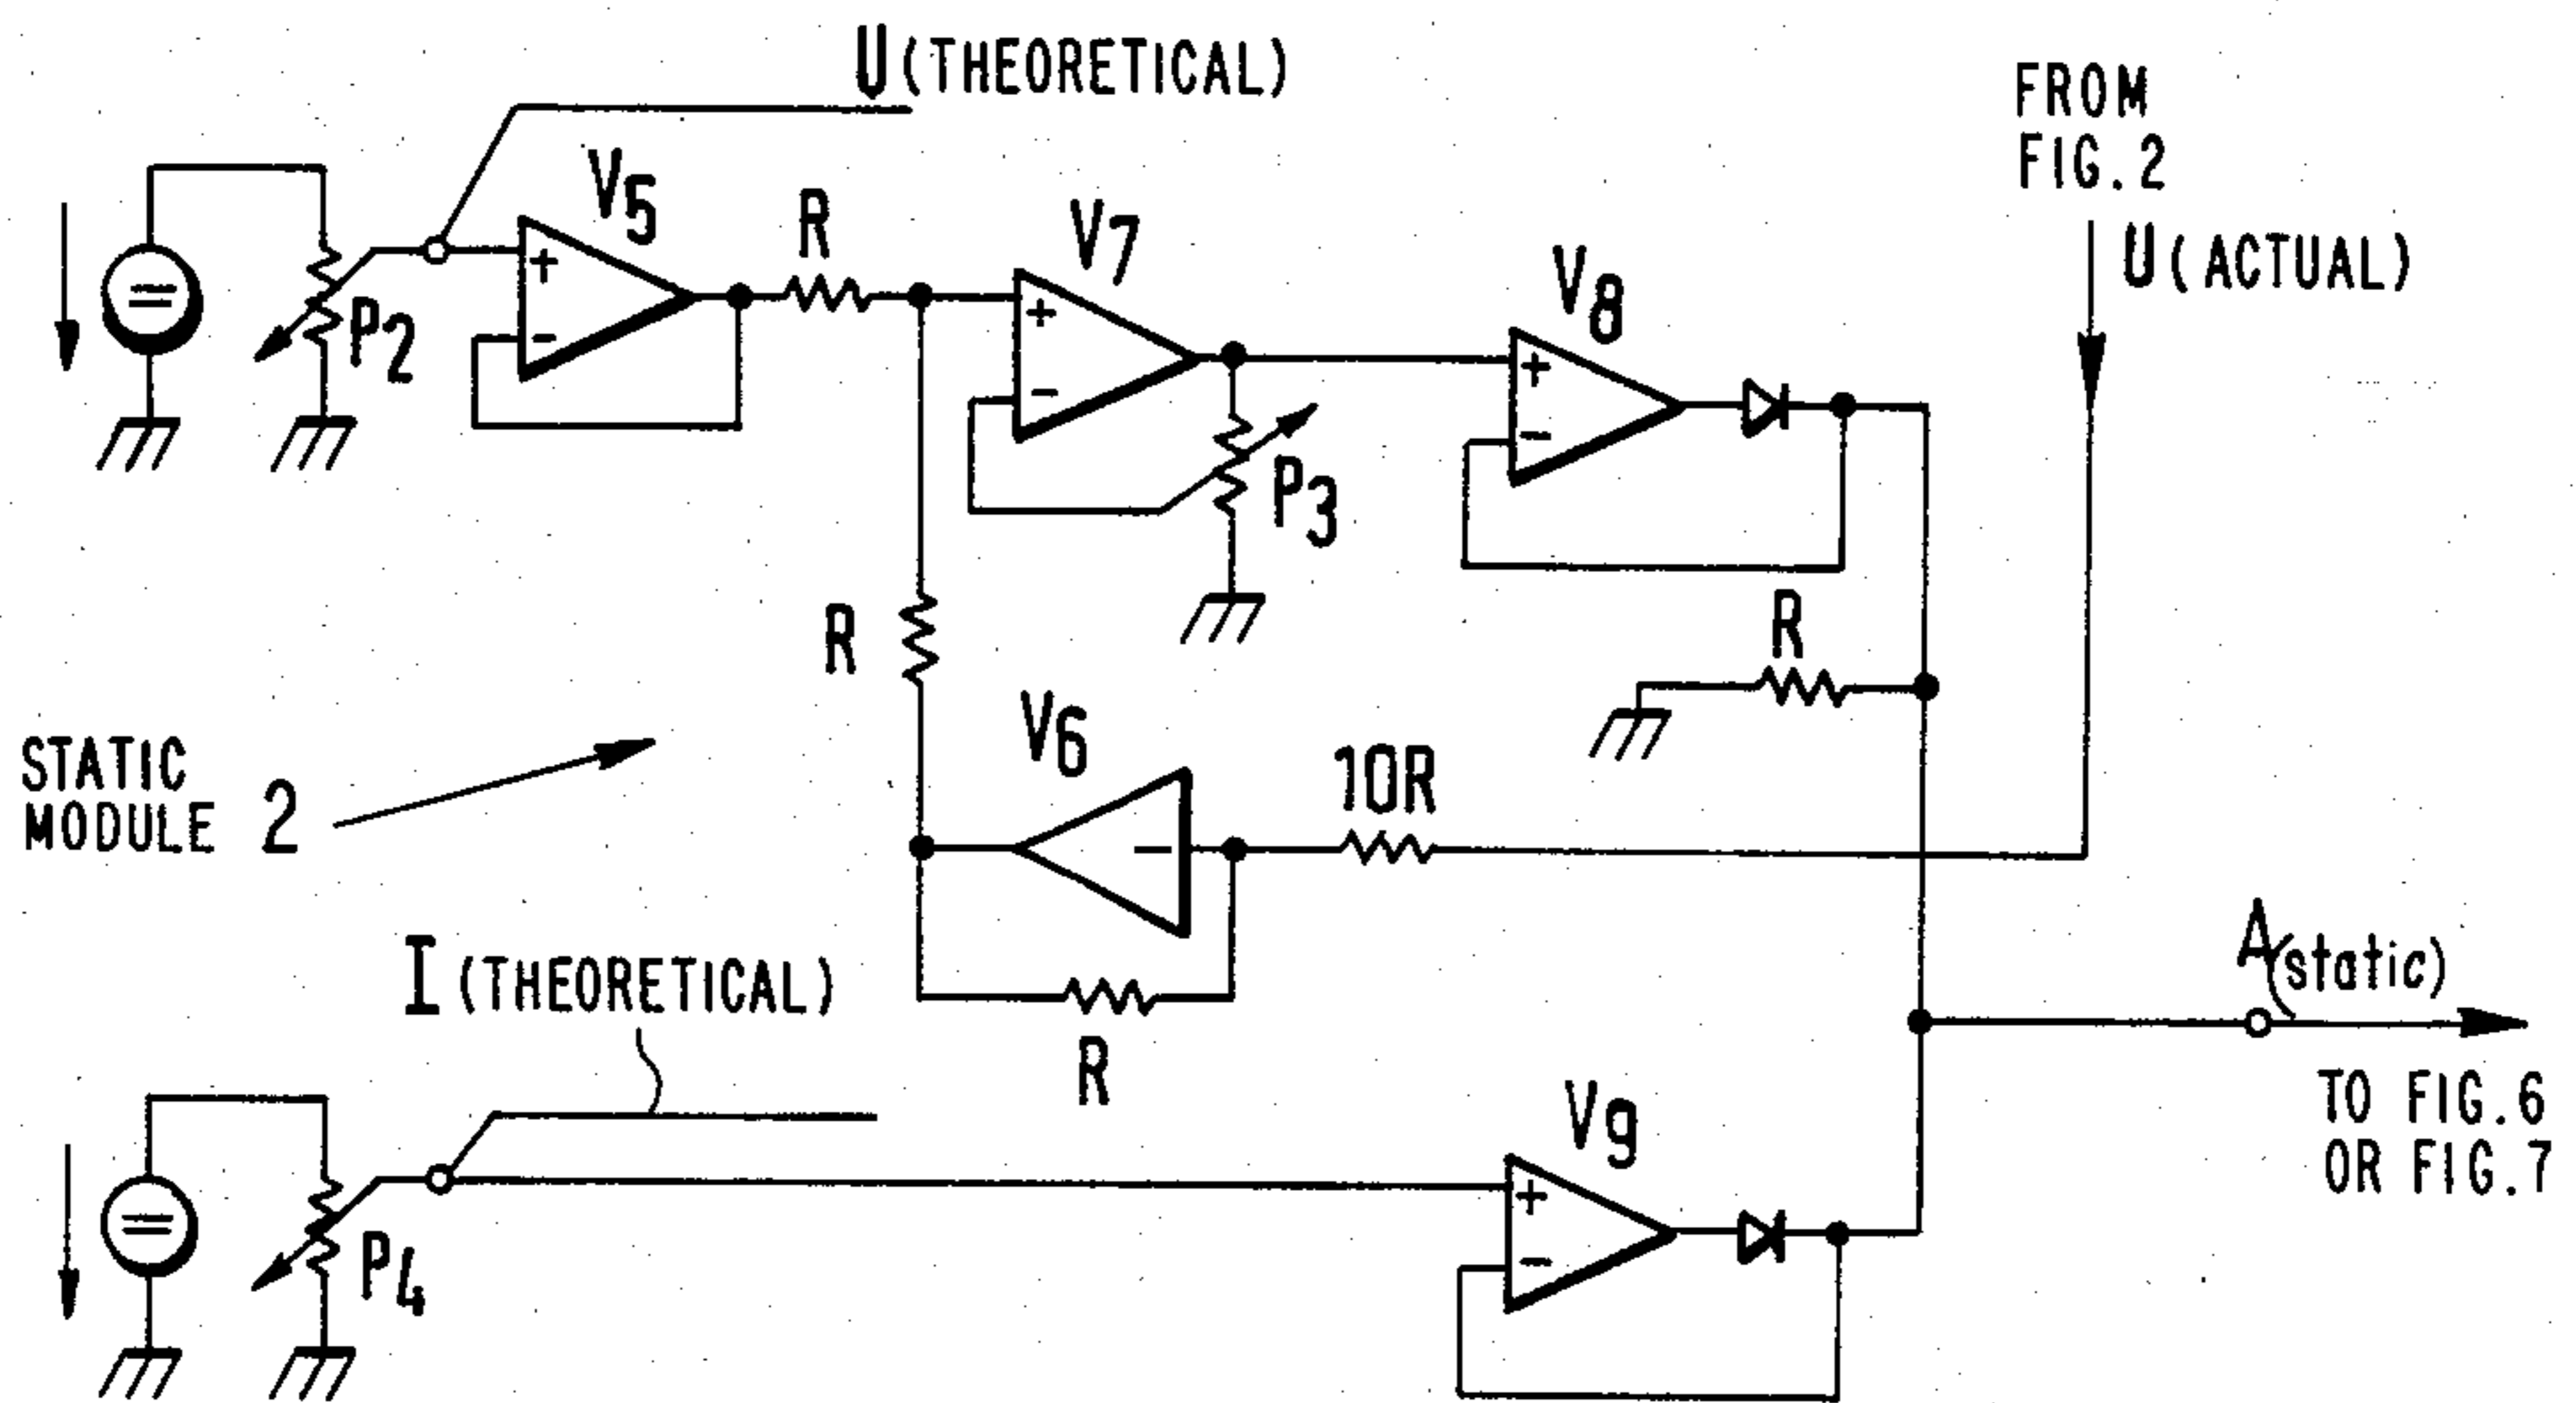 U (THEORETICAL)
FROM
FIG. 2
U (ACTUAL)
V5
R
V7
V8
+
-
P2
+
-
P3
+
-
R
R
STATIC
MODULE 2
V6
-
10R
R
I (THEORETICAL)
A(static)
TO FIG. 6
OR FIG. 7
V9
+
-
P4
=
=